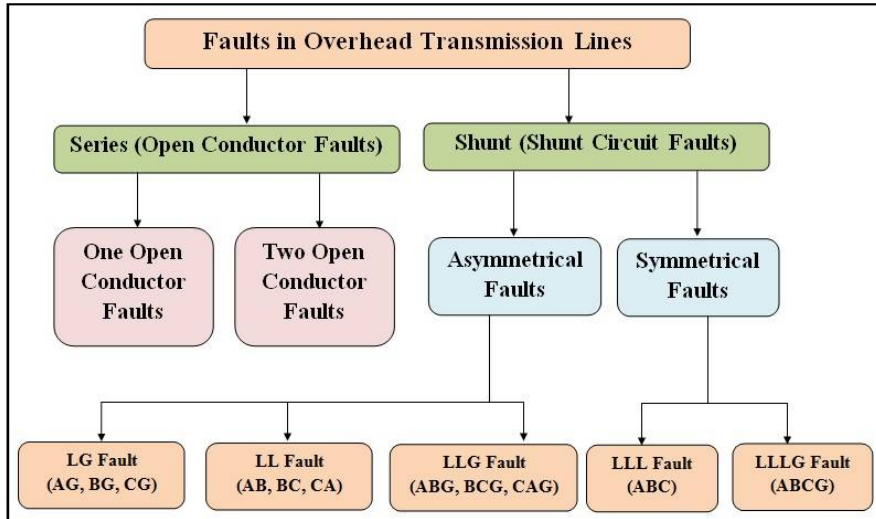 Faults in Overhead Transmission Lines
Series (Open Conductor Faults)
Shunt (Shunt Circuit Faults)
One Open
Conductor
Faults
Two Open
Conductor
Faults
Asymmetrical
Faults
Symmetrical
Faults
LG Fault
(AG, BG, CG)
LL Fault
(AB, BC, CA)
LLG Fault
(ABG, BCG, CAG)
LLL Fault
(ABC)
LLLG Fault
(ABCG)